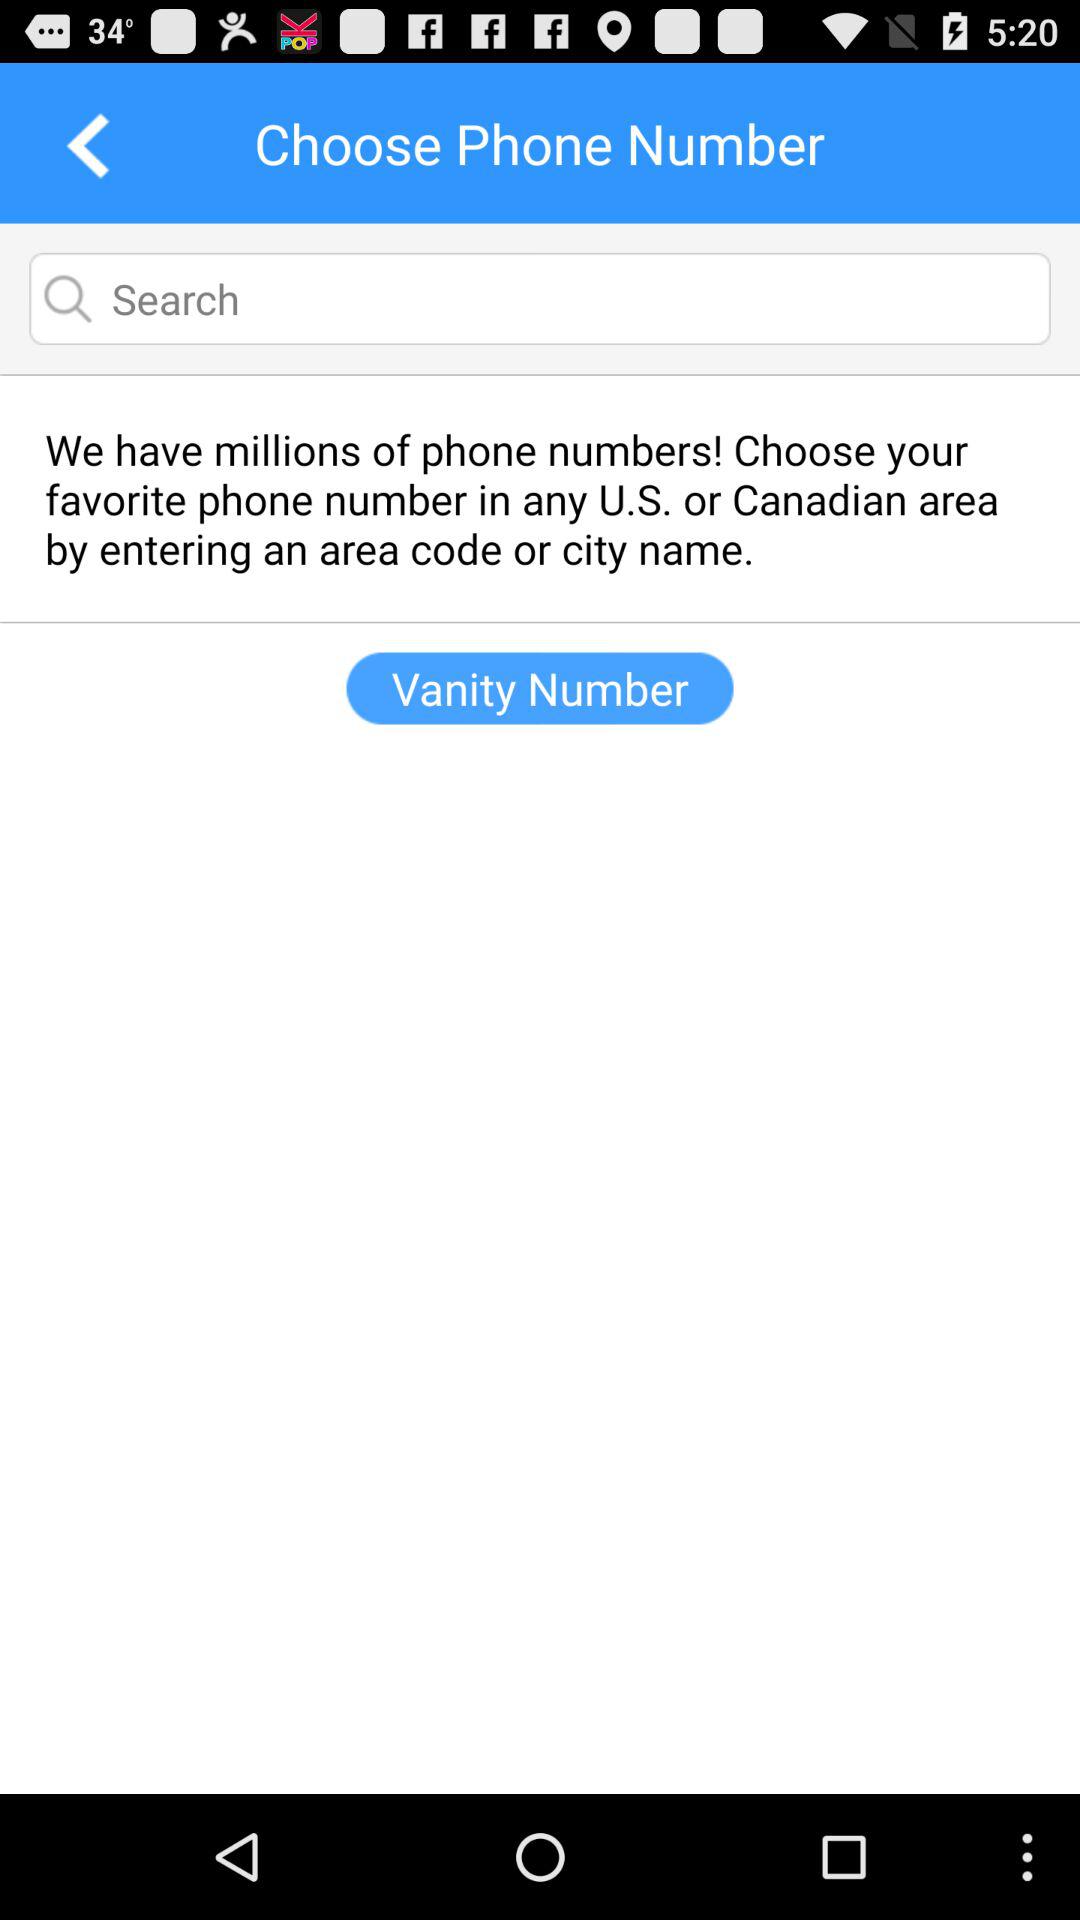 34° POP 5:20
Choose Phone Number
Search
We have millions of phone numbers! Choose your
favorite phone number in any U.S. or Canadian area
by entering an area code or city name.
Vanity Number